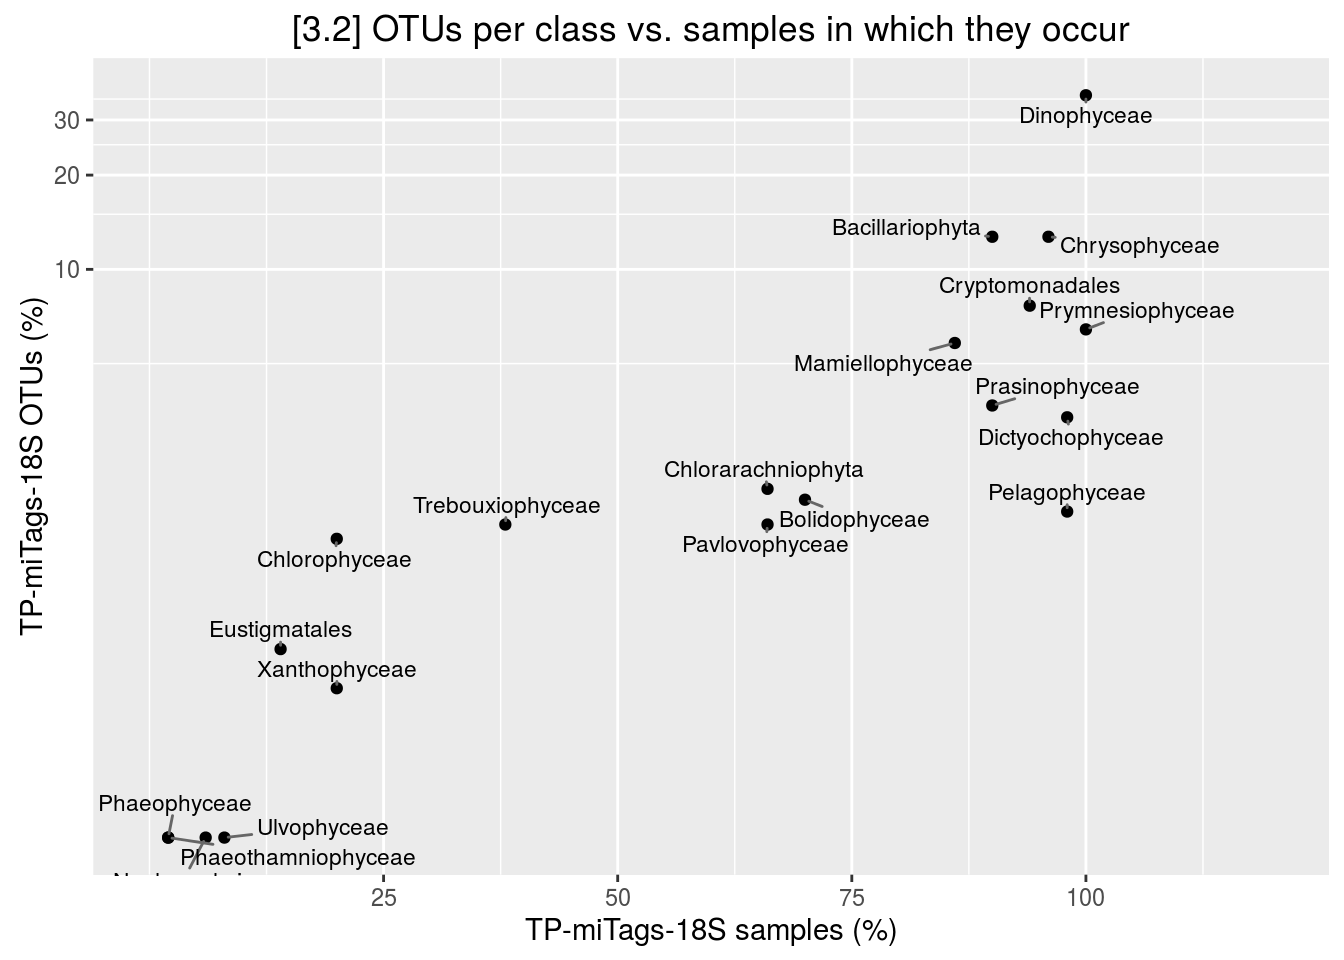 [3.2] OTUs per class vs. samples in which they occur
30
20
10
TP-miTags-18S OTUs (%)
Dinophyceae
Bacillariophyta
Chrysophyceae
Cryptomonadales
Prymnesiophyceae
Mamiellophyceae
Prasinophyceae
Dictyochophyceae
Chlorarachniophyta
Pelagophyceae
Trebouxiophyceae
Bolidophyceae
Pavlovophyceae
Chlorophyceae
Eustigmatales
Xanthophyceae
Phaeophyceae
Ulvophyceae
Phaeothamniophyceae
25
50
75
100
TP-miTags-18S samples (%)